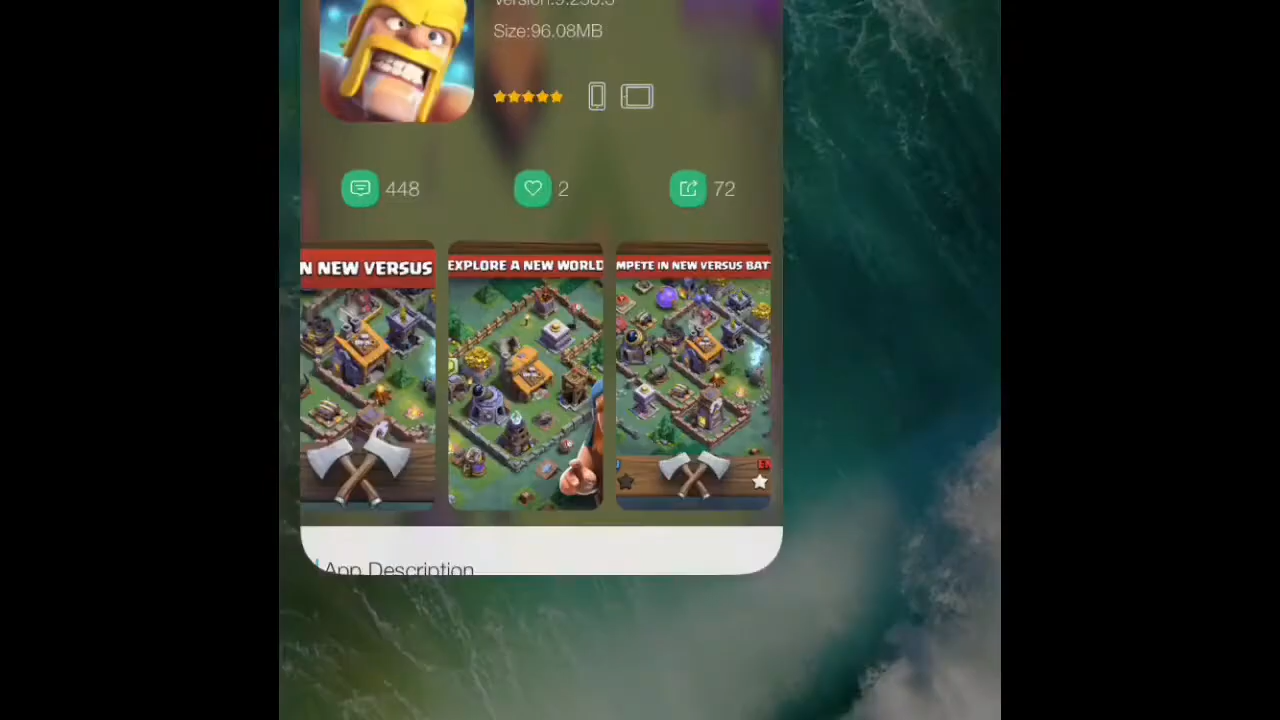 Size:96.08MB
448
2
72
N NEW VERSUS
EXPLORE A NEW WORLD
MPETE IN NEW VERSUS BAT
App Description